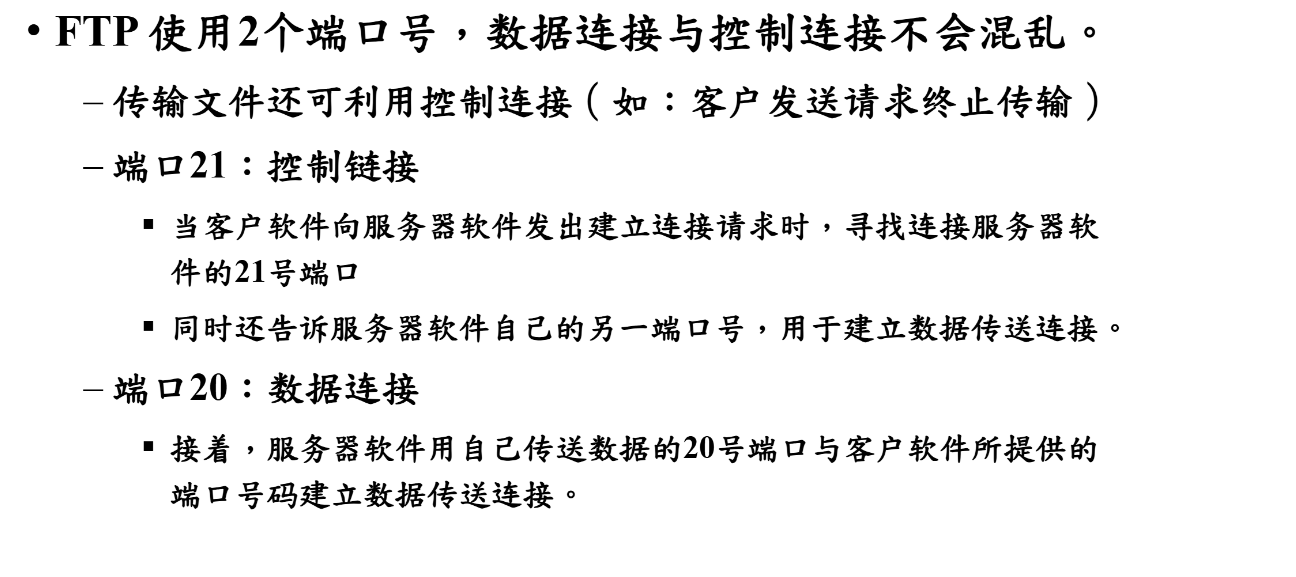 • FTP 使用2个端口号，数据连接与控制连接不会混乱。
– 传输文件还可利用控制连接（如：客户发送请求终止传输）
– 端口21：控制链接
▪ 当客户软件向服务器软件发出建立连接请求时，寻找连接服务器软
件的21号端口
▪ 同时还告诉服务器软件自己的另一端口号，用于建立数据传送连接。
– 端口20：数据连接
▪ 接着，服务器软件用自己传送数据的20号端口与客户软件所提供的
端口号码建立数据传送连接。